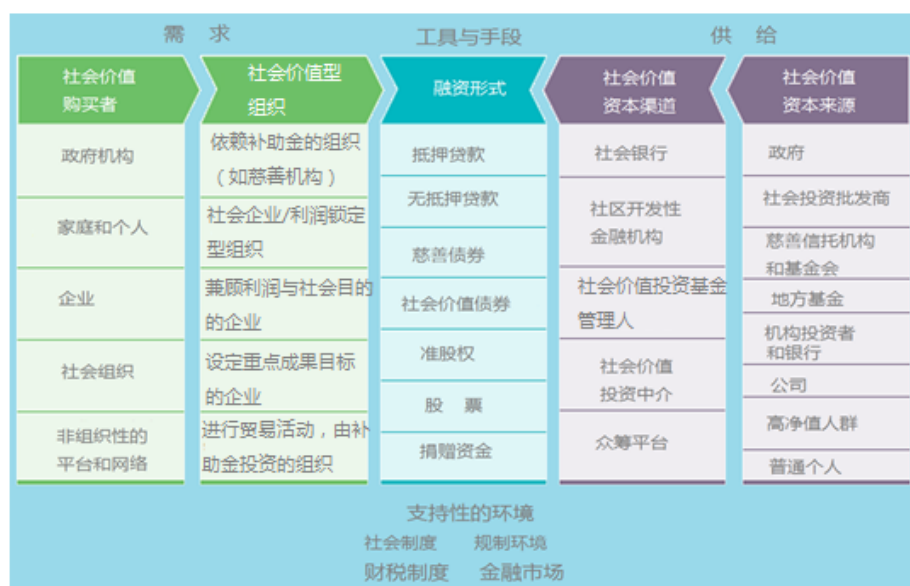 需 求
工具与手段
供 给
社会价值
购买者
社会价值型
组织
融资形式
社会价值
资本渠道
社会价值
资本来源
政府机构
家庭和个人
企业
社会组织
非组织性的
平台和网络
依赖补助金的组织
（如慈善机构）
社会企业/利润锁定
型组织
兼顾利润与社会目的
的企业
设定重点成果目标
的企业
进行贸易活动，由补
助金投资的组织
抵押贷款
无抵押贷款
慈善债券
社会价值债券
准股权
股 票
捐赠资金
社会银行
社区开发性
金融机构
社会价值投资基金
管理人
社会价值
投资中介
众筹平台
政府
社会投资批发商
慈善信托机构
和基金会
地方基金
机构投资者
和银行
公司
高净值人群
普通个人
支持性的环境
社会制度 规制环境
财税制度 金融市场